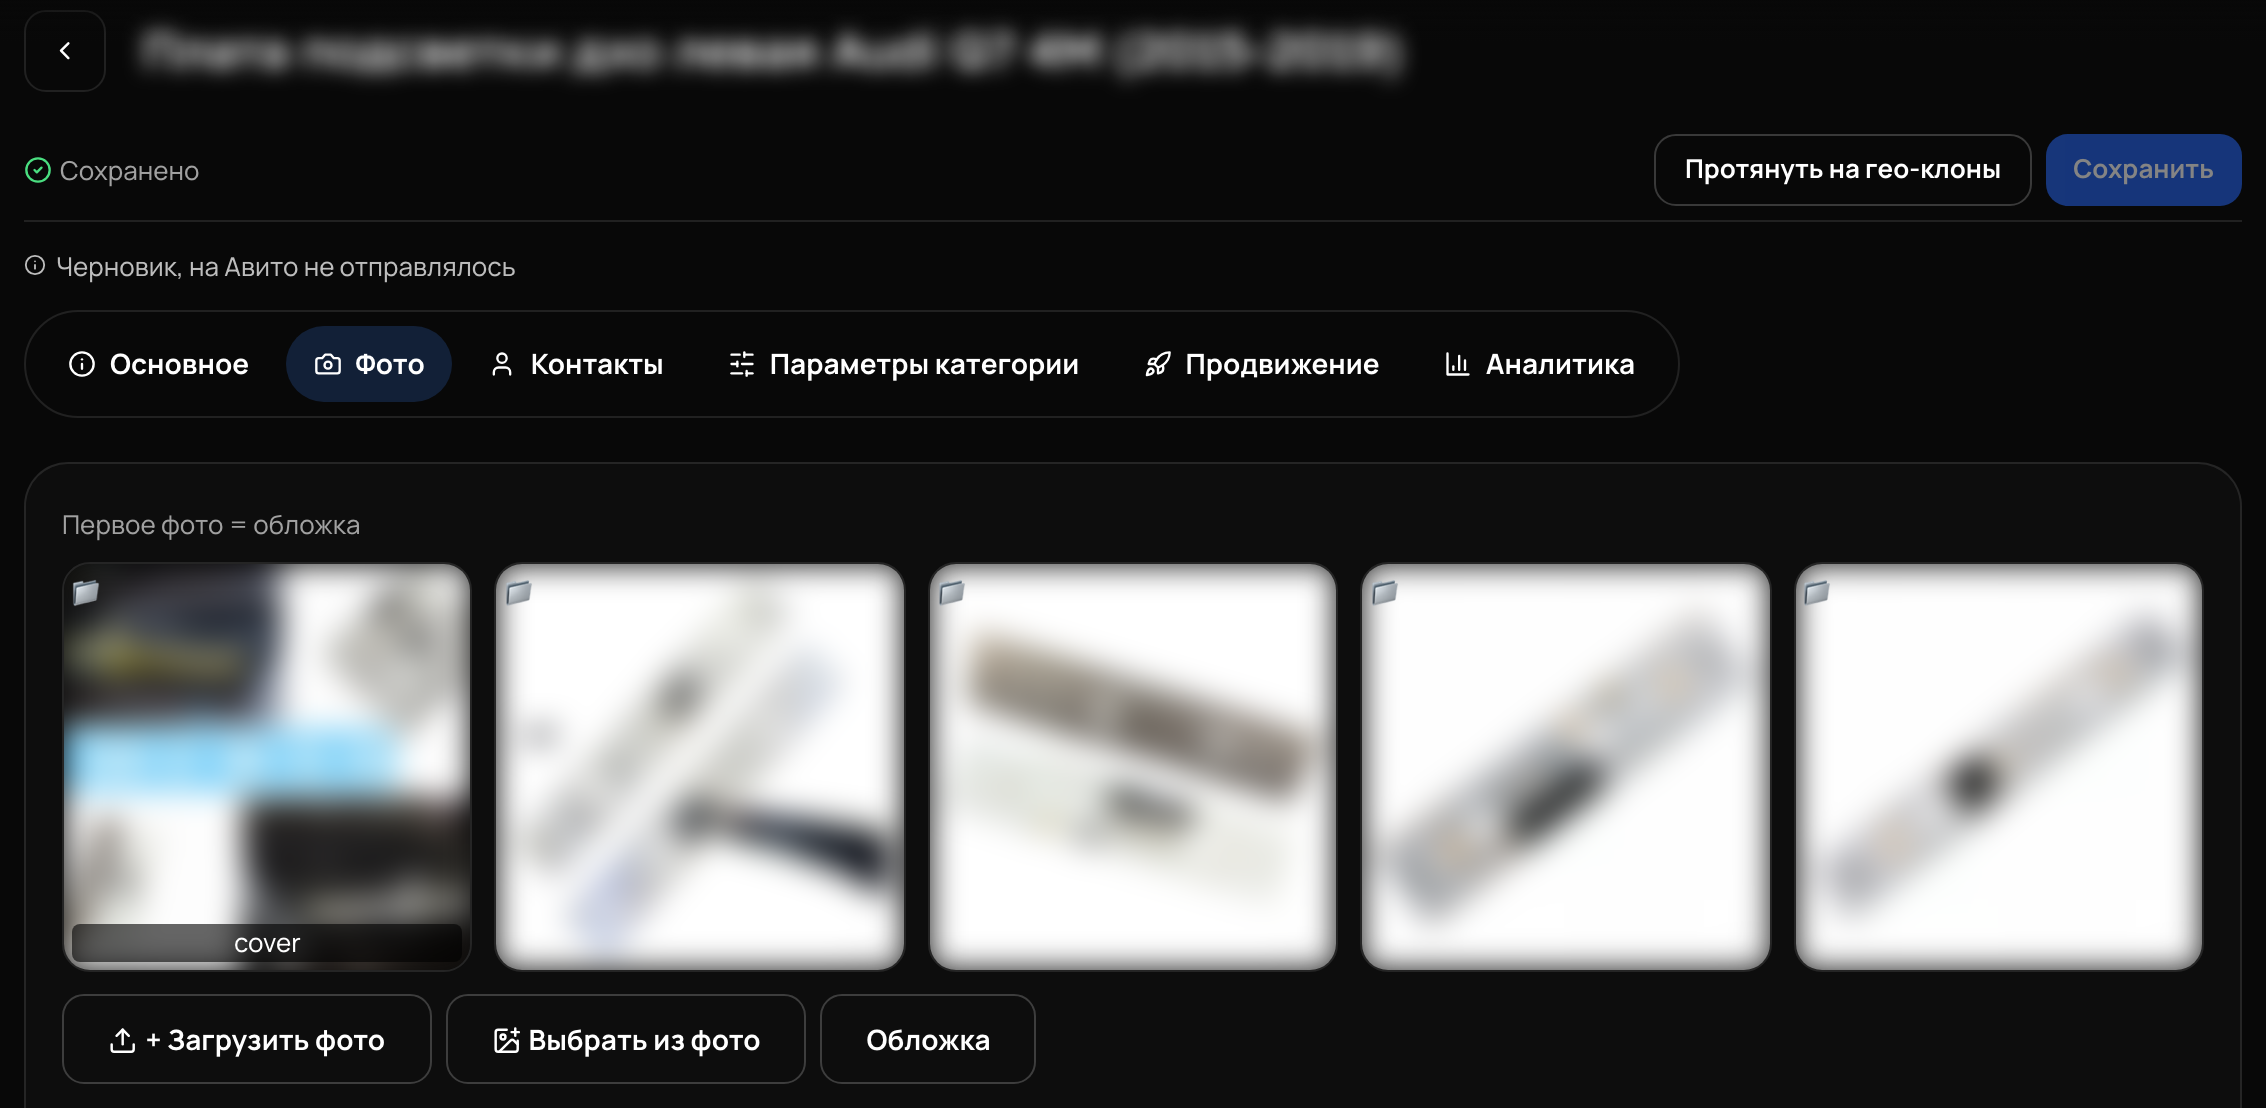 Сохранено
Протянуть на гео-клоны
Сохранить
Черновик, на Авито не отправлялось
Основное
Фото
Контакты
Параметры категории
Продвижение
Аналитика
Первое фото = обложка
cover
+ Загрузить фото
Выбрать из фото
Обложка